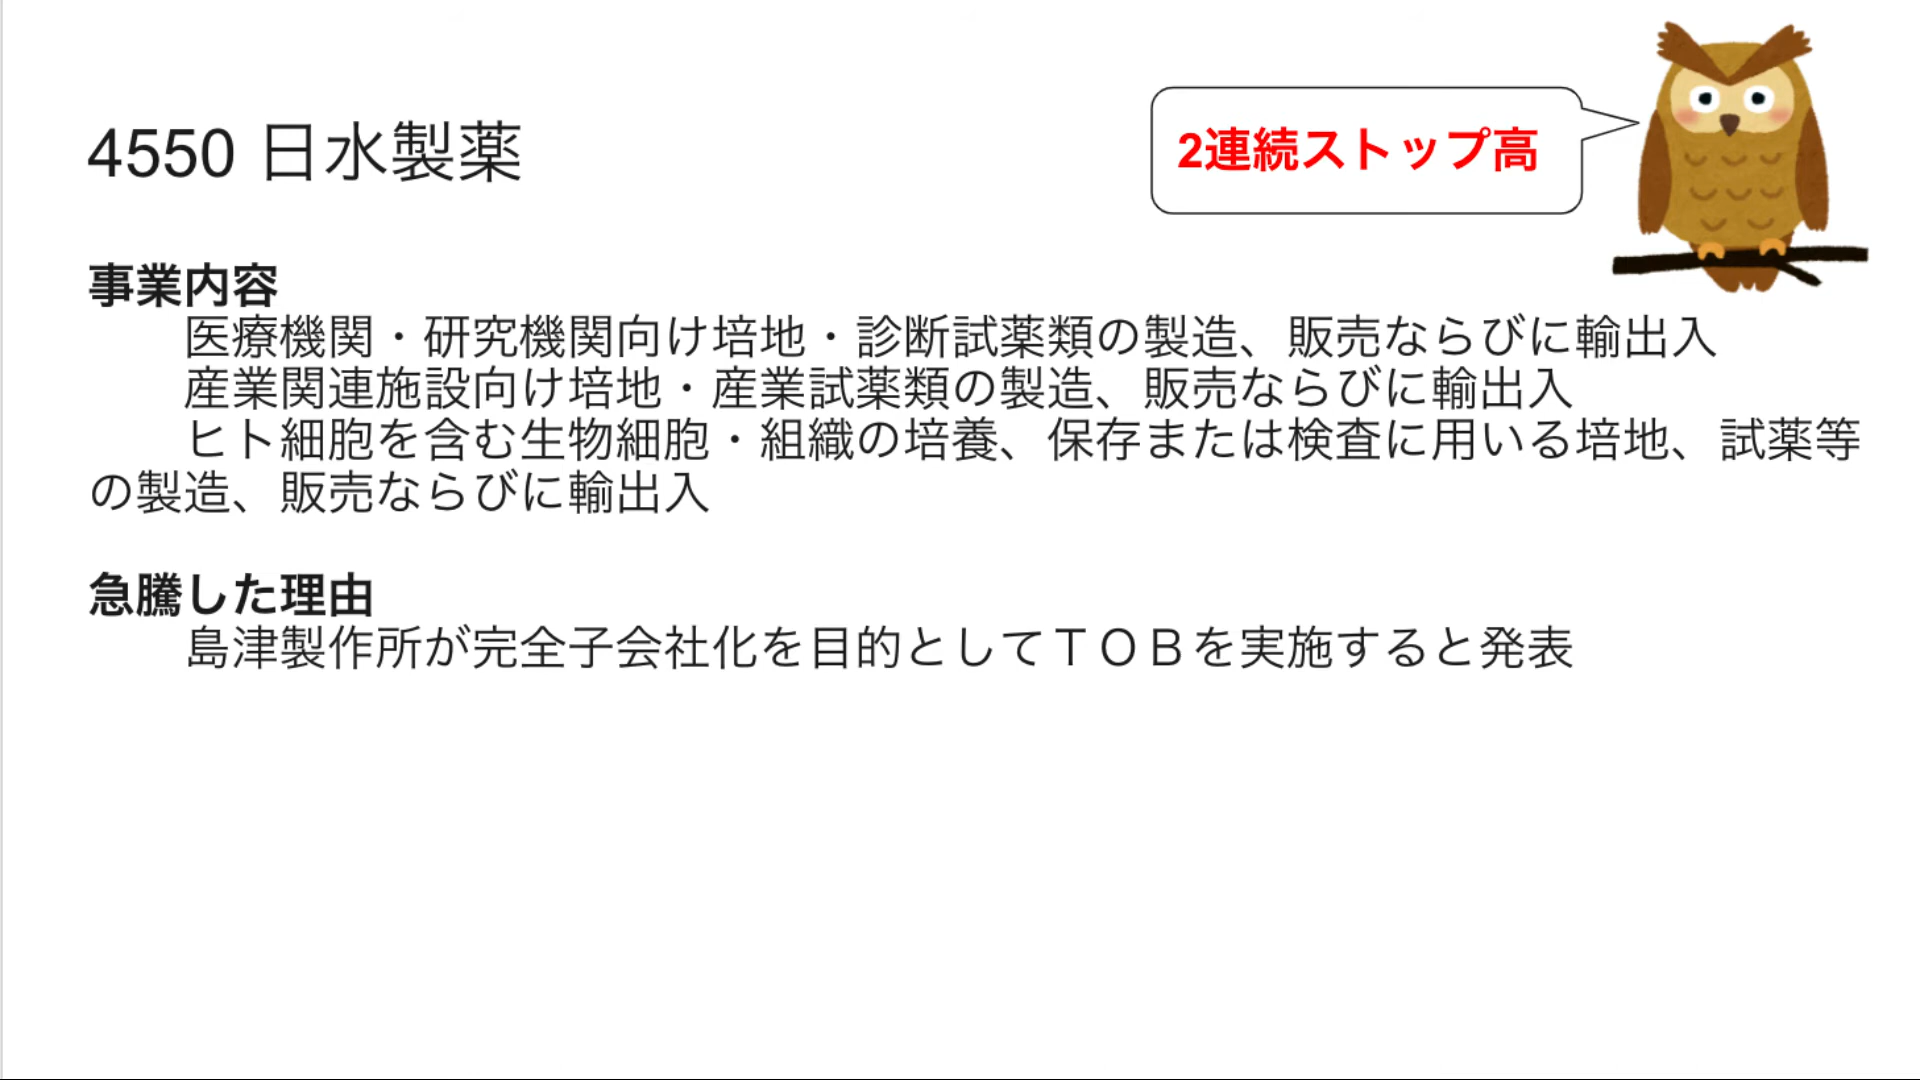 4550 日水製薬
2連続ストップ高
事業内容
医療機関・研究機関向け培地・診断試薬類の製造、販売ならびに輸出入
産業関連施設向け培地・産業試薬類の製造、販売ならびに輸出入
ヒト細胞を含む生物細胞・組織の培養、保存または検査に用いる培地、試薬等
の製造、販売ならびに輸出入
急騰した理由
島津製作所が完全子会社化を目的としてＴＯＢを実施すると発表